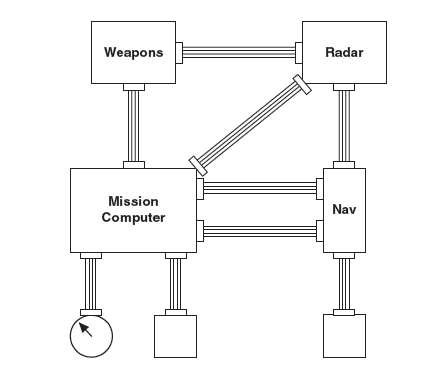 Weapons
Radar
Mission
Computer
Nav